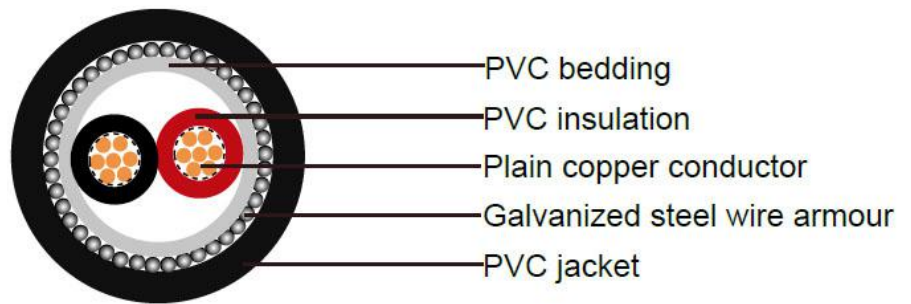 PVC bedding
PVC insulation
Plain copper conductor
Galvanized steel wire armour
PVC jacket